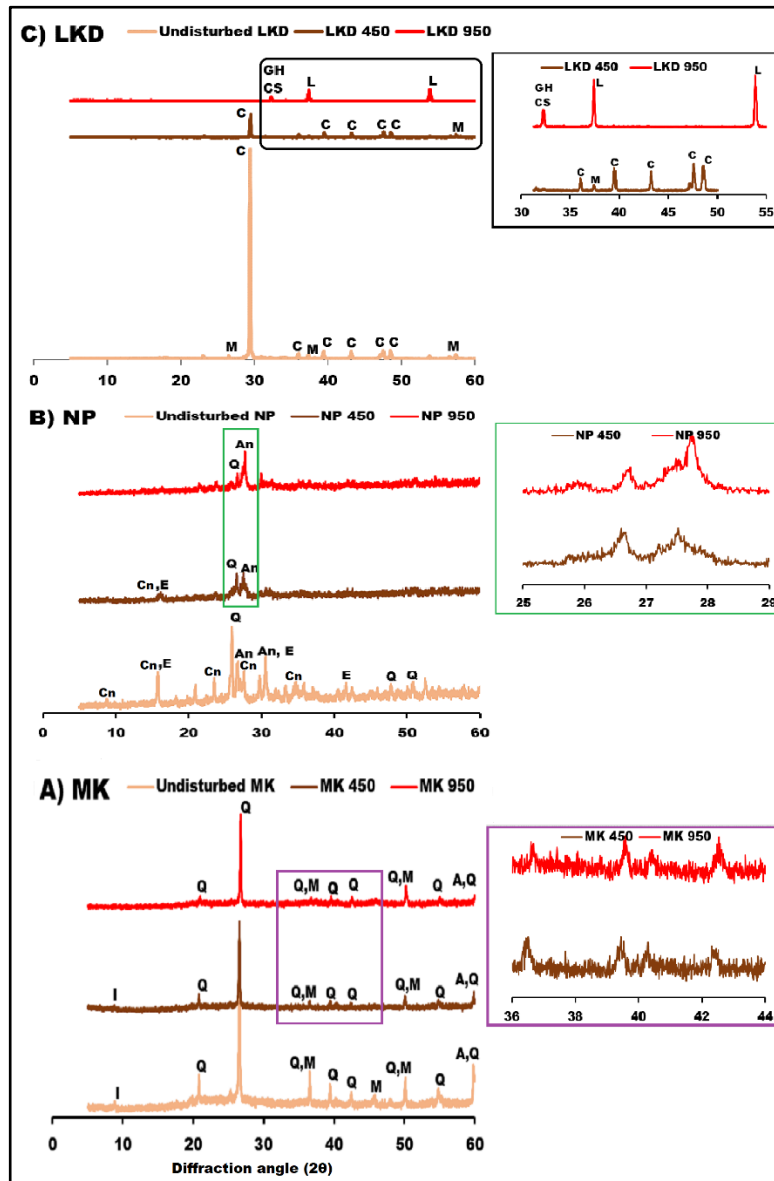 C) LKD
Undisturbed LKD LKD 450 LKD 950
GH
CS L L
C C C C C M
C
M C M C C C M
0 10 20 30 40 50 60
LKD 450 LKD 950
GH
CS L L
C M C C C C
30 35 40 45 50 55
B) NP
Undisturbed NP NP 450 NP 950
An
Q
Cn,E Q An
Q
Cn Cn,E Cn An Cn An, E Cn E Q Q
0 10 20 30 40 50 60
NP 450 NP 950
25 26 27 28 29
A) MK
Undisturbed MK MK 450 MK 950
Q
Q Q,M Q Q Q,M Q A,Q
I Q Q,M Q Q Q,M Q A,Q
I Q Q,M Q Q M Q,M Q A,Q
0 10 20 30 40 50 60
Diffraction angle (2θ)
MK 450 MK 950
36 38 40 42 44